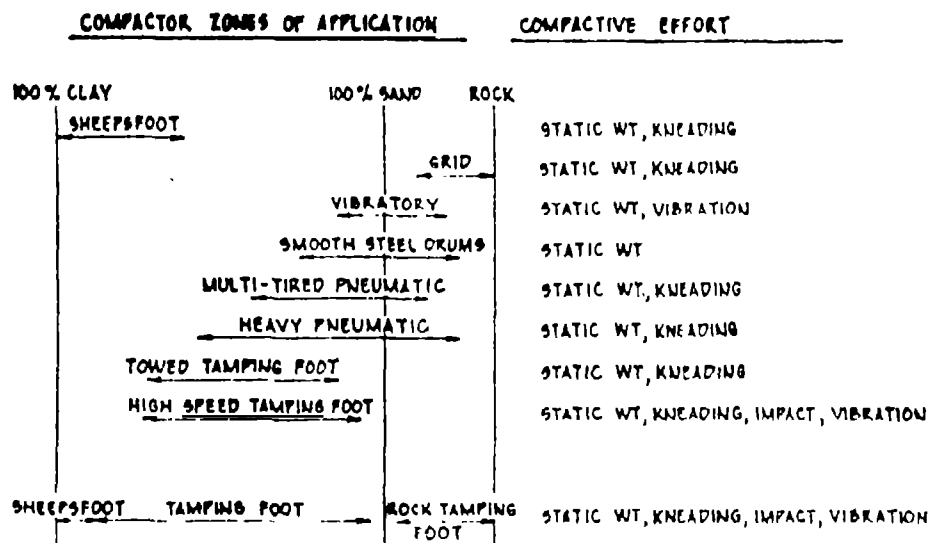 COMPACTOR ZONES OF APPLICATION COMPACTIVE EFFORT
100% CLAY 100% SAND ROCK
SHEEPSFOOT STATIC WT, KNEADING
GRID STATIC WT, KNEADING
VIBRATORY STATIC WT, VIBRATION
SMOOTH STEEL DRUMS STATIC WT
MULTI-TIRED PNEUMATIC STATIC WT., KNEADING
HEAVY PNEUMATIC STATIC WT, KNEADING
TOWED TAMPING FOOT STATIC WT, KNEADING
HIGH SPEED TAMPING FOOT STATIC WT, KNEADING, IMPACT, VIBRATION
SHEEPSFOOT TAMPING FOOT ROCK TAMPING FOOT STATIC WT, KNEADING, IMPACT, VIBRATION